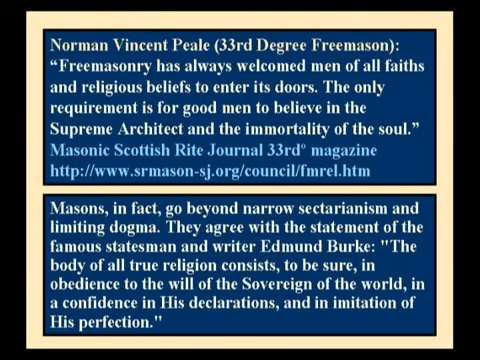 Norman Vincent Peale (33rd Degree Freemason):
“Freemasonry has always welcomed men of all faiths
and religious beliefs to enter its doors. The only
requirement is for good men to believe in the
Supreme Architect and the immortality of the soul.”
Masonic Scottish Rite Journal 33rdº magazine
http://www.srmason-sj.org/council/fmrel.htm
Masons, in fact, go beyond narrow sectarianism and
limiting dogma. They agree with the statement of the
famous statesman and writer Edmund Burke: "The
body of all true religion consists, to be sure, in
obedience to the will of the Sovereign of the world, in
a confidence in His declarations, and in imitation of
His perfection."